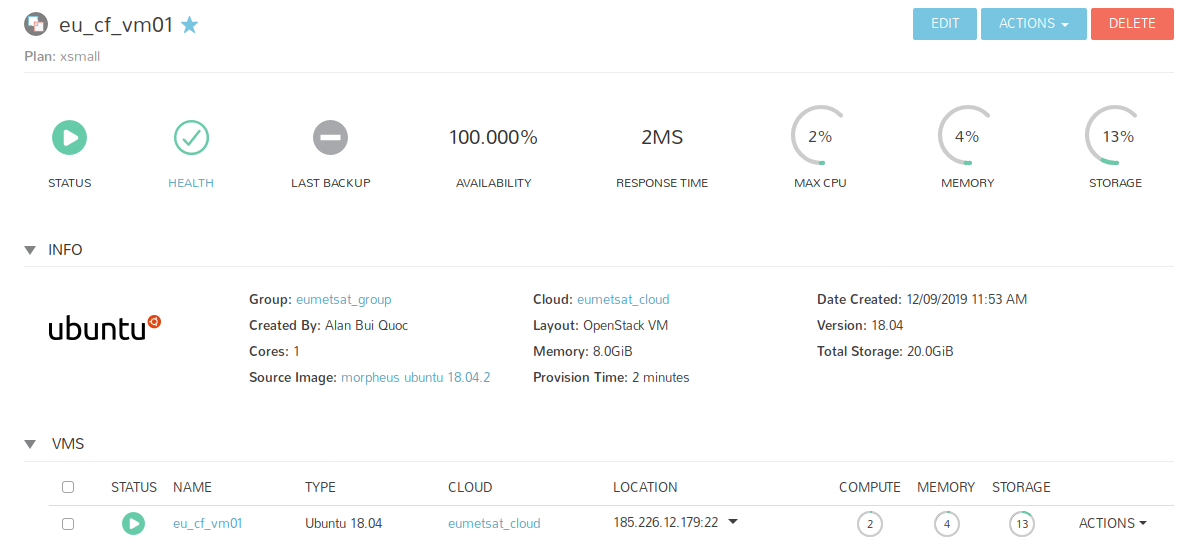 eu_cf_vm01
EDIT
ACTIONS
DELETE
Plan: xsmall
100.000%
2MS
2%
4%
13%
STATUS
HEALTH
LAST BACKUP
AVAILABILITY
RESPONSE TIME
MAX CPU
MEMORY
STORAGE
INFO
ubuntu
Group: eumetsat_group
Cloud: eumetsat_cloud
Date Created: 12/09/2019 11:53 AM
Created By: Alan Bui Quoc
Layout: OpenStack VM
Version: 18.04
Cores: 1
Memory: 8.0GiB
Total Storage: 20.0GiB
Source Image: morpheus ubuntu 18.04.2
Provision Time: 2 minutes
VMS
STATUS NAME TYPE CLOUD LOCATION COMPUTE MEMORY STORAGE
eu_cf_vm01 Ubuntu 18.04 eumetsat_cloud 185.226.12.179:22 2 4 13 ACTIONS